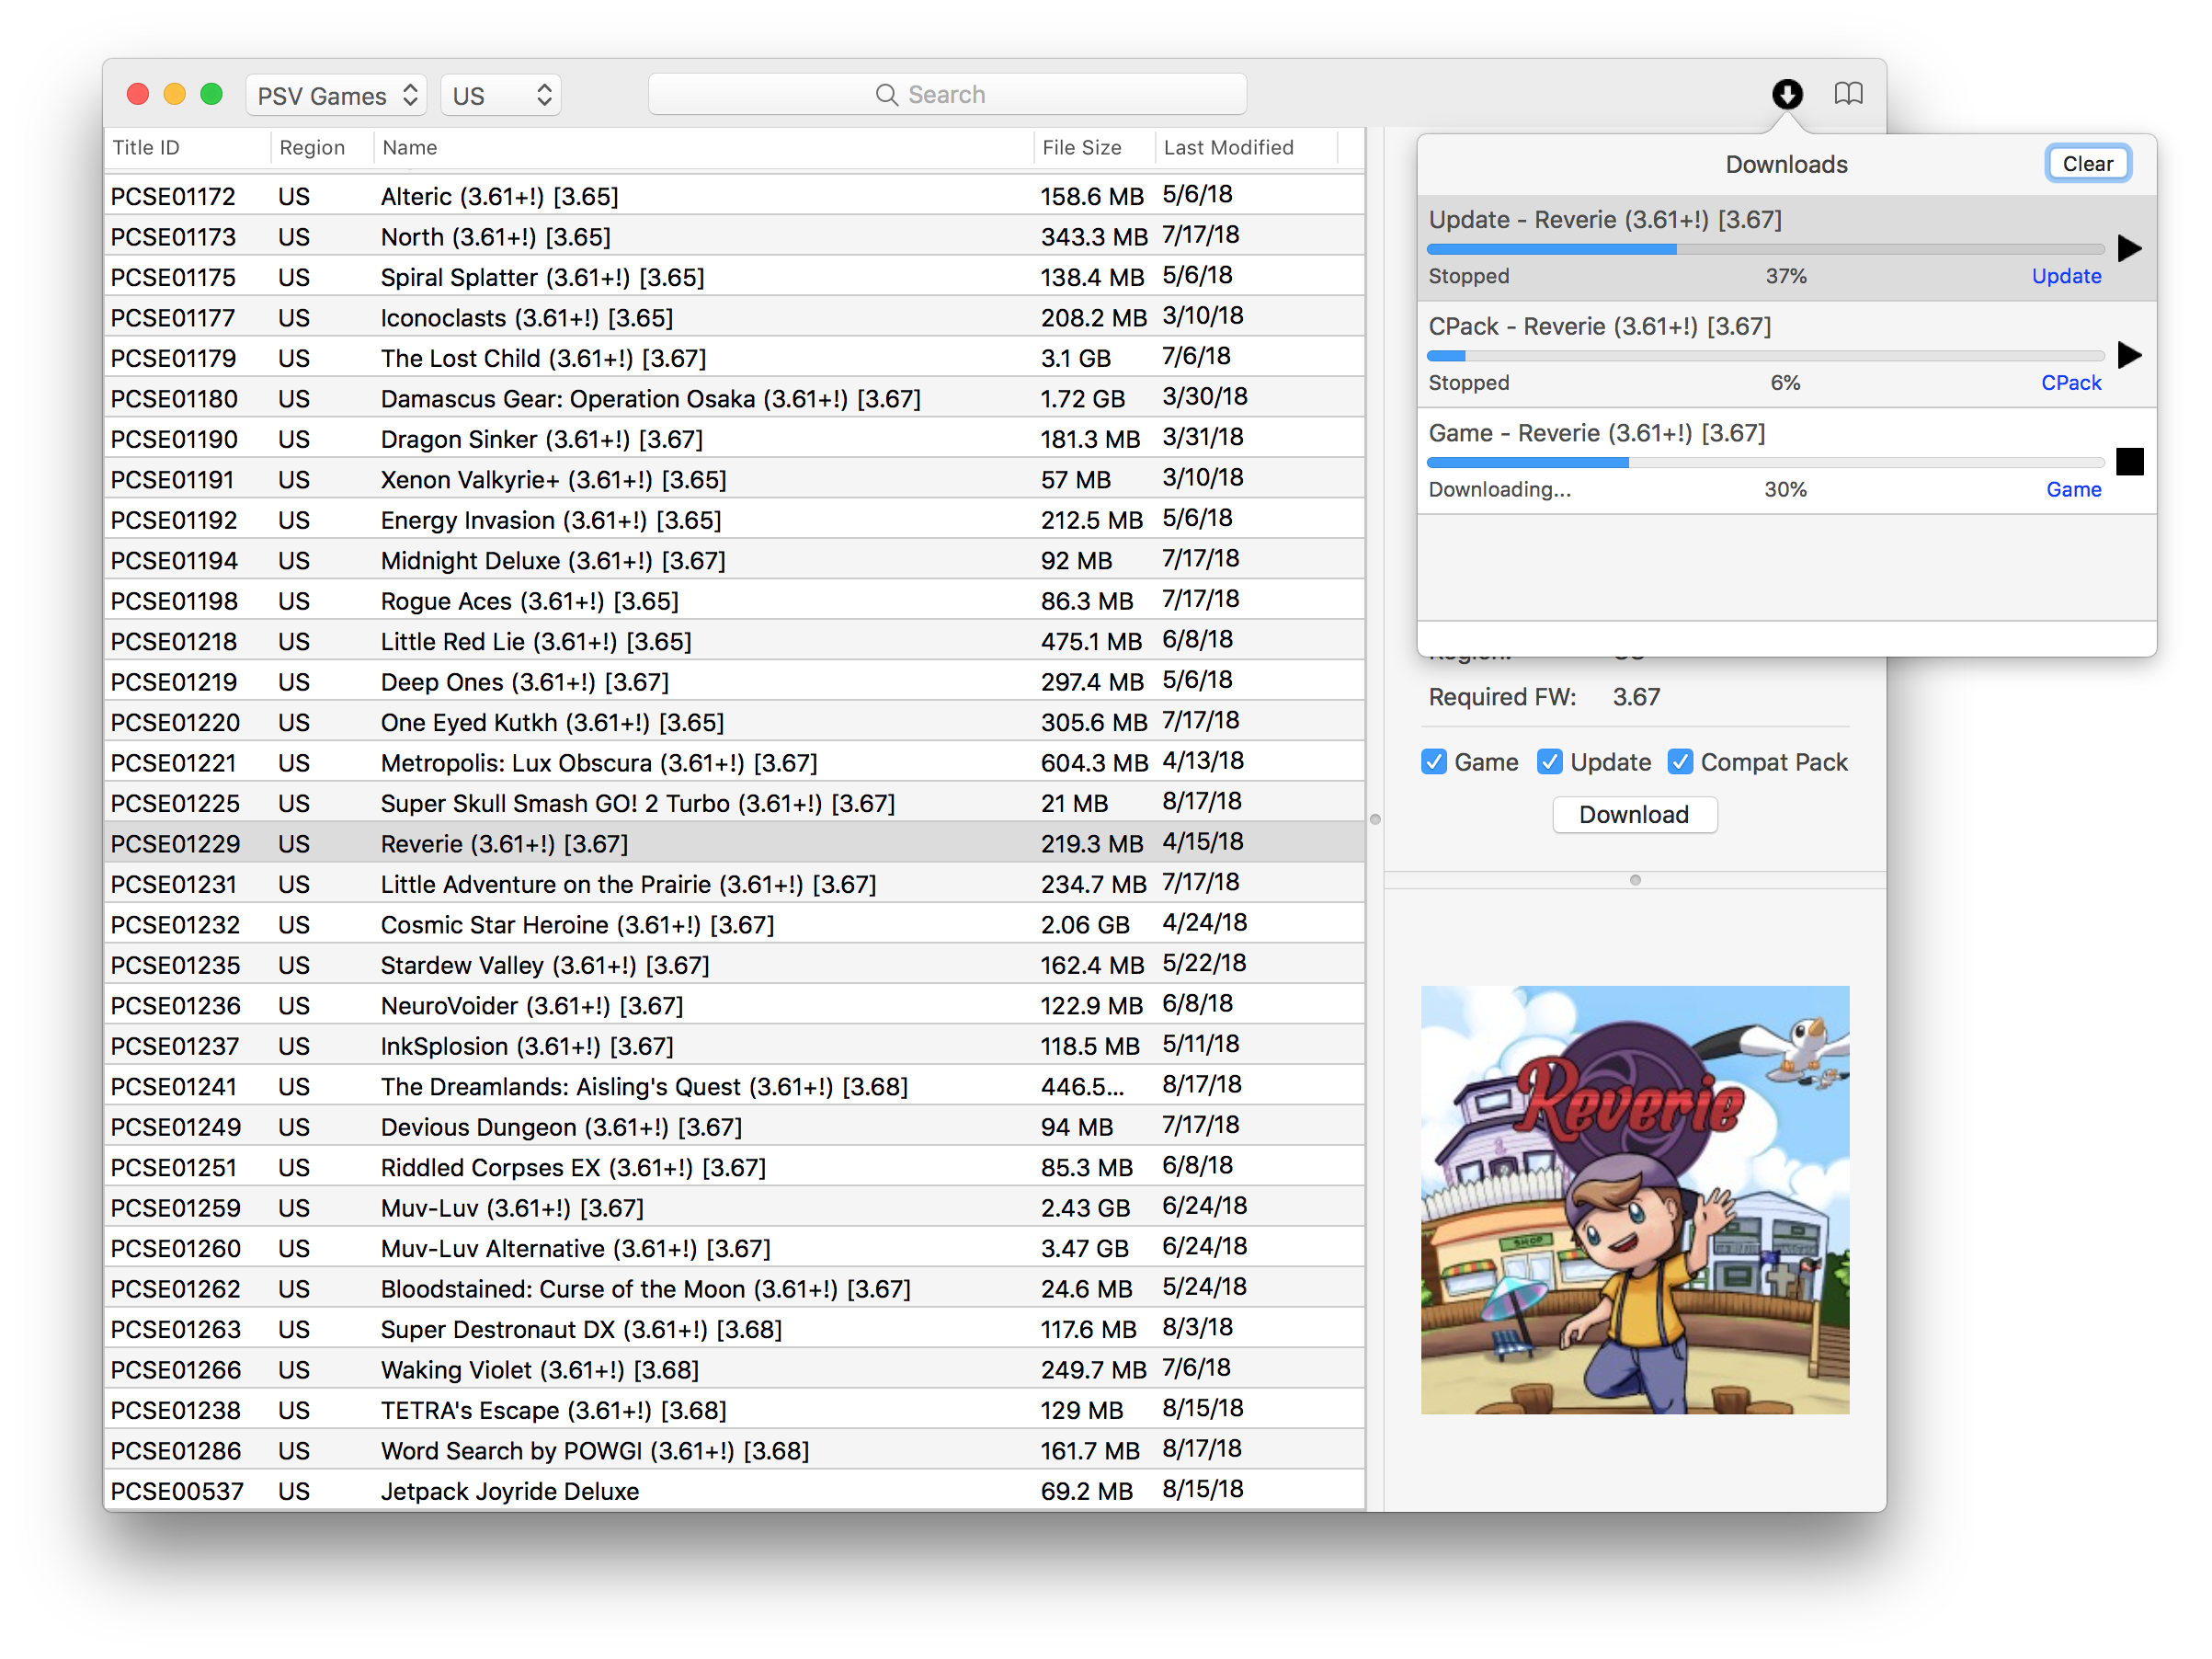 PSV Games US Search
Downloads Clear
Update - Reverie (3.61+!) [3.67]
Stopped 37% Update
CPack - Reverie (3.61+!) [3.67]
Stopped 6% CPack
Game - Reverie (3.61+!) [3.67]
Downloading... 30% Game
Title ID Region Name File Size Last Modified
PCSE01172 US Alteric (3.61+!) [3.65] 158.6 MB 5/6/18
PCSE01173 US North (3.61+!) [3.65] 343.3 MB 7/17/18
PCSE01175 US Spiral Splatter (3.61+!) [3.65] 138.4 MB 5/6/18
PCSE01177 US Iconoclasts (3.61+!) [3.65] 208.2 MB 3/10/18
PCSE01179 US The Lost Child (3.61+!) [3.67] 3.1 GB 7/6/18
PCSE01180 US Damascus Gear: Operation Osaka (3.61+!) [3.67] 1.72 GB 3/30/18
PCSE01190 US Dragon Sinker (3.61+!) [3.67] 181.3 MB 3/31/18
PCSE01191 US Xenon Valkyrie+ (3.61+!) [3.65] 57 MB 3/10/18
PCSE01192 US Energy Invasion (3.61+!) [3.65] 212.5 MB 5/6/18
PCSE01194 US Midnight Deluxe (3.61+!) [3.67] 92 MB 7/17/18
PCSE01198 US Rogue Aces (3.61+!) [3.65] 86.3 MB 7/17/18
PCSE01218 US Little Red Lie (3.61+!) [3.65] 475.1 MB 6/8/18
PCSE01219 US Deep Ones (3.61+!) [3.67] 297.4 MB 5/6/18
PCSE01220 US One Eyed Kutkh (3.61+!) [3.65] 305.6 MB 7/17/18
PCSE01221 US Metropolis: Lux Obscura (3.61+!) [3.67] 604.3 MB 4/13/18
PCSE01225 US Super Skull Smash GO! 2 Turbo (3.61+!) [3.67] 21 MB 8/17/18
PCSE01229 US Reverie (3.61+!) [3.67] 219.3 MB 4/15/18
PCSE01231 US Little Adventure on the Prairie (3.61+!) [3.67] 234.7 MB 7/17/18
PCSE01232 US Cosmic Star Heroine (3.61+!) [3.67] 2.06 GB 4/24/18
PCSE01235 US Stardew Valley (3.61+!) [3.67] 162.4 MB 5/22/18
PCSE01236 US NeuroVoider (3.61+!) [3.67] 122.9 MB 6/8/18
PCSE01237 US InkSplosion (3.61+!) [3.67] 118.5 MB 5/11/18
PCSE01241 US The Dreamlands: Aisling's Quest (3.61+!) [3.68] 446.5... 8/17/18
PCSE01249 US Devious Dungeon (3.61+!) [3.67] 94 MB 7/17/18
PCSE01251 US Riddled Corpses EX (3.61+!) [3.67] 85.3 MB 6/8/18
PCSE01259 US Muv-Luv (3.61+!) [3.67] 2.43 GB 6/24/18
PCSE01260 US Muv-Luv Alternative (3.61+!) [3.67] 3.47 GB 6/24/18
PCSE01262 US Bloodstained: Curse of the Moon (3.61+!) [3.67] 24.6 MB 5/24/18
PCSE01263 US Super Destronaut DX (3.61+!) [3.68] 117.6 MB 8/3/18
PCSE01266 US Waking Violet (3.61+!) [3.68] 249.7 MB 7/6/18
PCSE01238 US TETRA's Escape (3.61+!) [3.68] 129 MB 8/15/18
PCSE01286 US Word Search by POWGI (3.61+!) [3.68] 161.7 MB 8/17/18
PCSE00537 US Jetpack Joyride Deluxe 69.2 MB 8/15/18
Required FW: 3.67
Game Update Compat Pack
Download
Reverie
SHOP